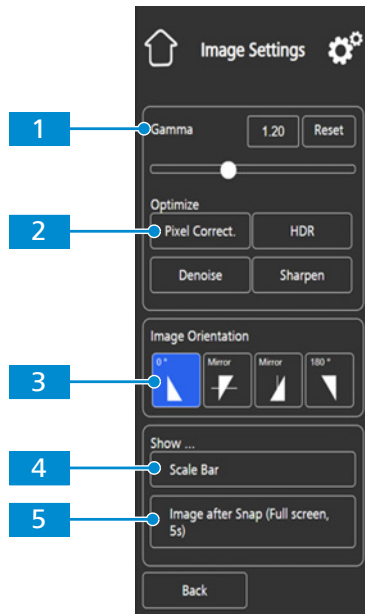 Image Settings
1
Gamma
1.20
Reset
Optimize
2
Pixel Correct.
HDR
Denoise
Sharpen
Image Orientation
0°
Mirror
Mirror
180°
3
Show ...
4
Scale Bar
5
Image after Snap (Full screen,
5s)
Back